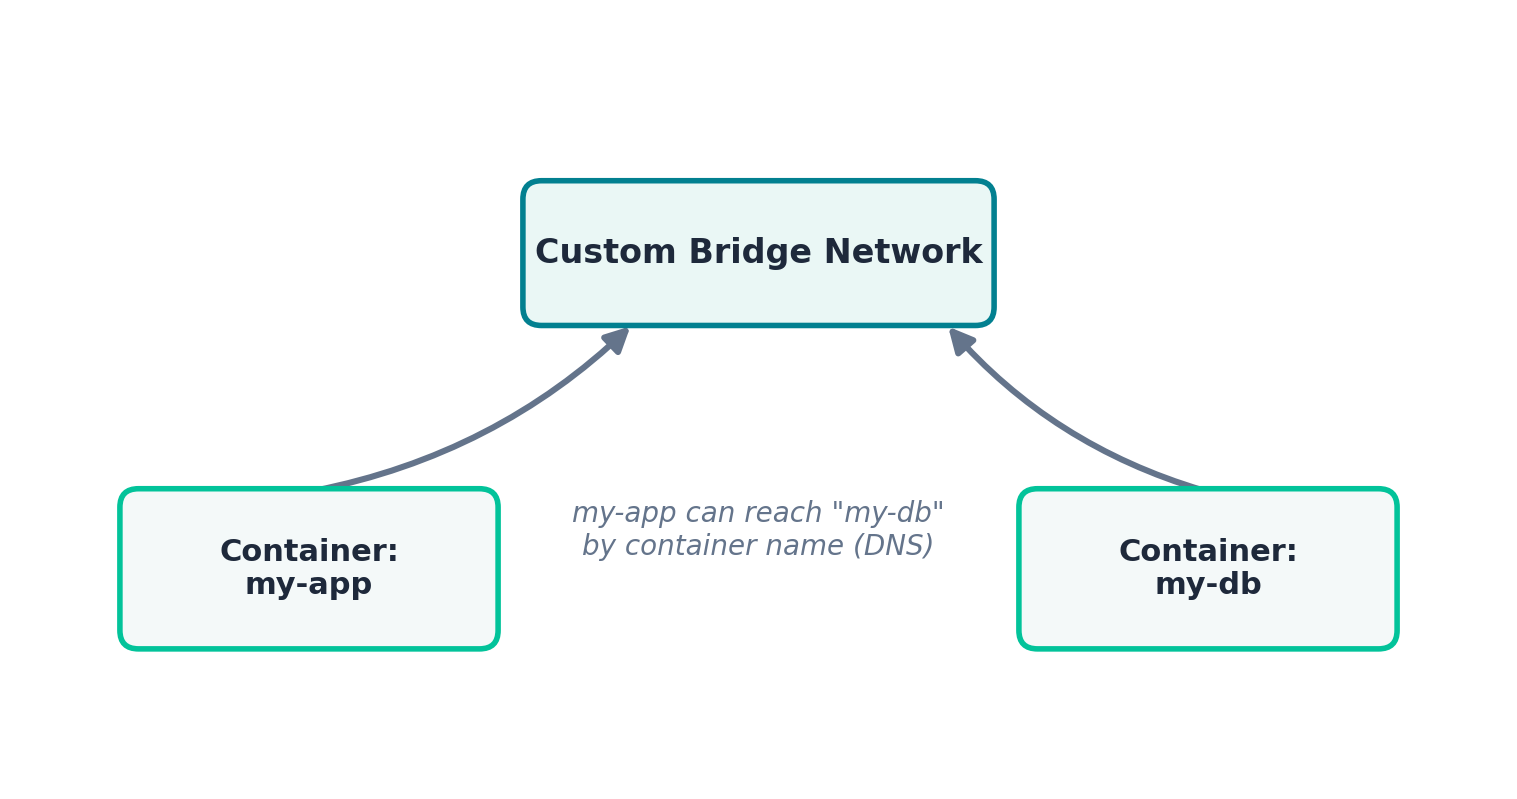 Custom Bridge Network
my-app can reach "my-db"
by container name (DNS)
Container:
my-app
Container:
my-db